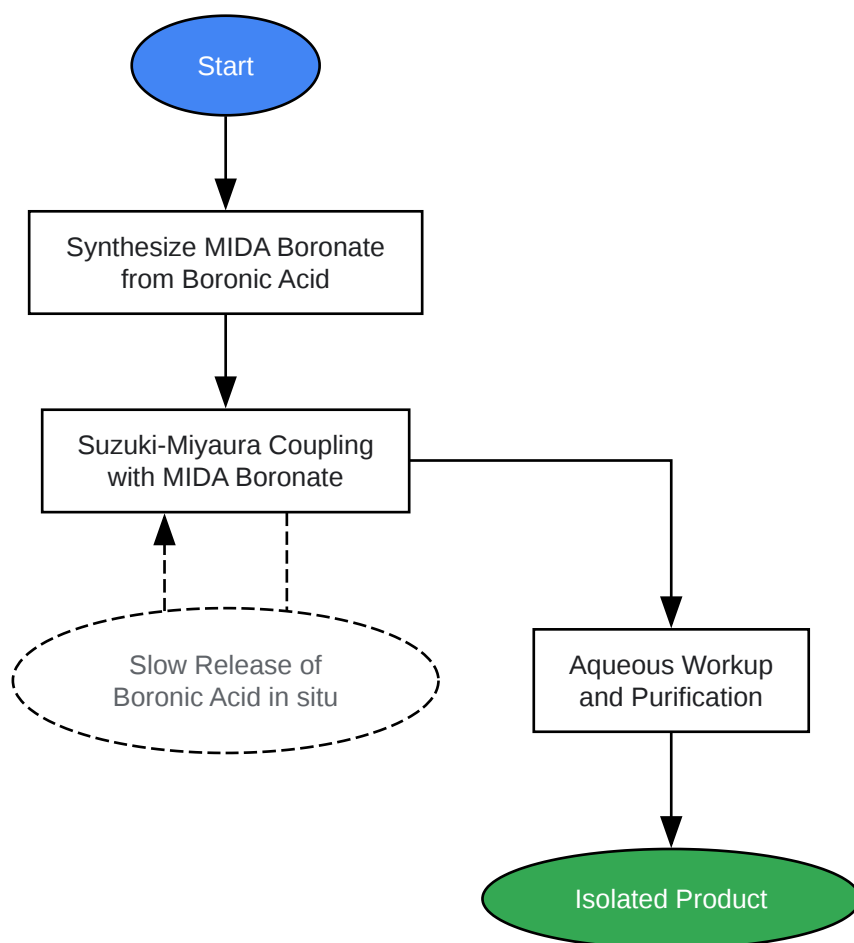 Start
Synthesize MIDA Boronate
from Boronic Acid
Suzuki-Miyaura Coupling
with MIDA Boronate
Slow Release of
Boronic Acid in situ
Aqueous Workup
and Purification
Isolated Product